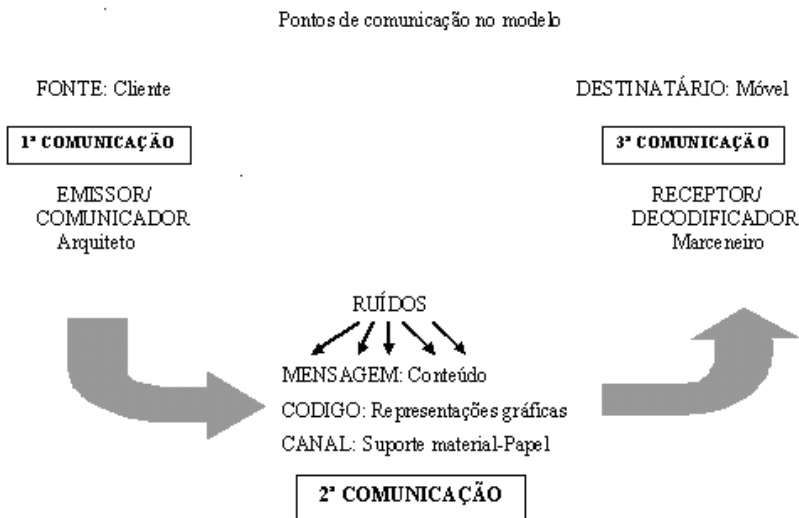 Pontos de comunicação no modelo
FONTE: Cliente
1ª COMUNICAÇÃO
EMISSOR/
COMUNICADOR
Arquiteto
DESTINATÁRIO: Móvel
3ª COMUNICAÇÃO
RECEPTOR/
DECODIFICADOR
Marceneiro
RUÍDOS
MENSAGEM: Conteúdo
CODIGO: Representações gráficas
CANAL: Suporte material-Papel
2ª COMUNICAÇÃO